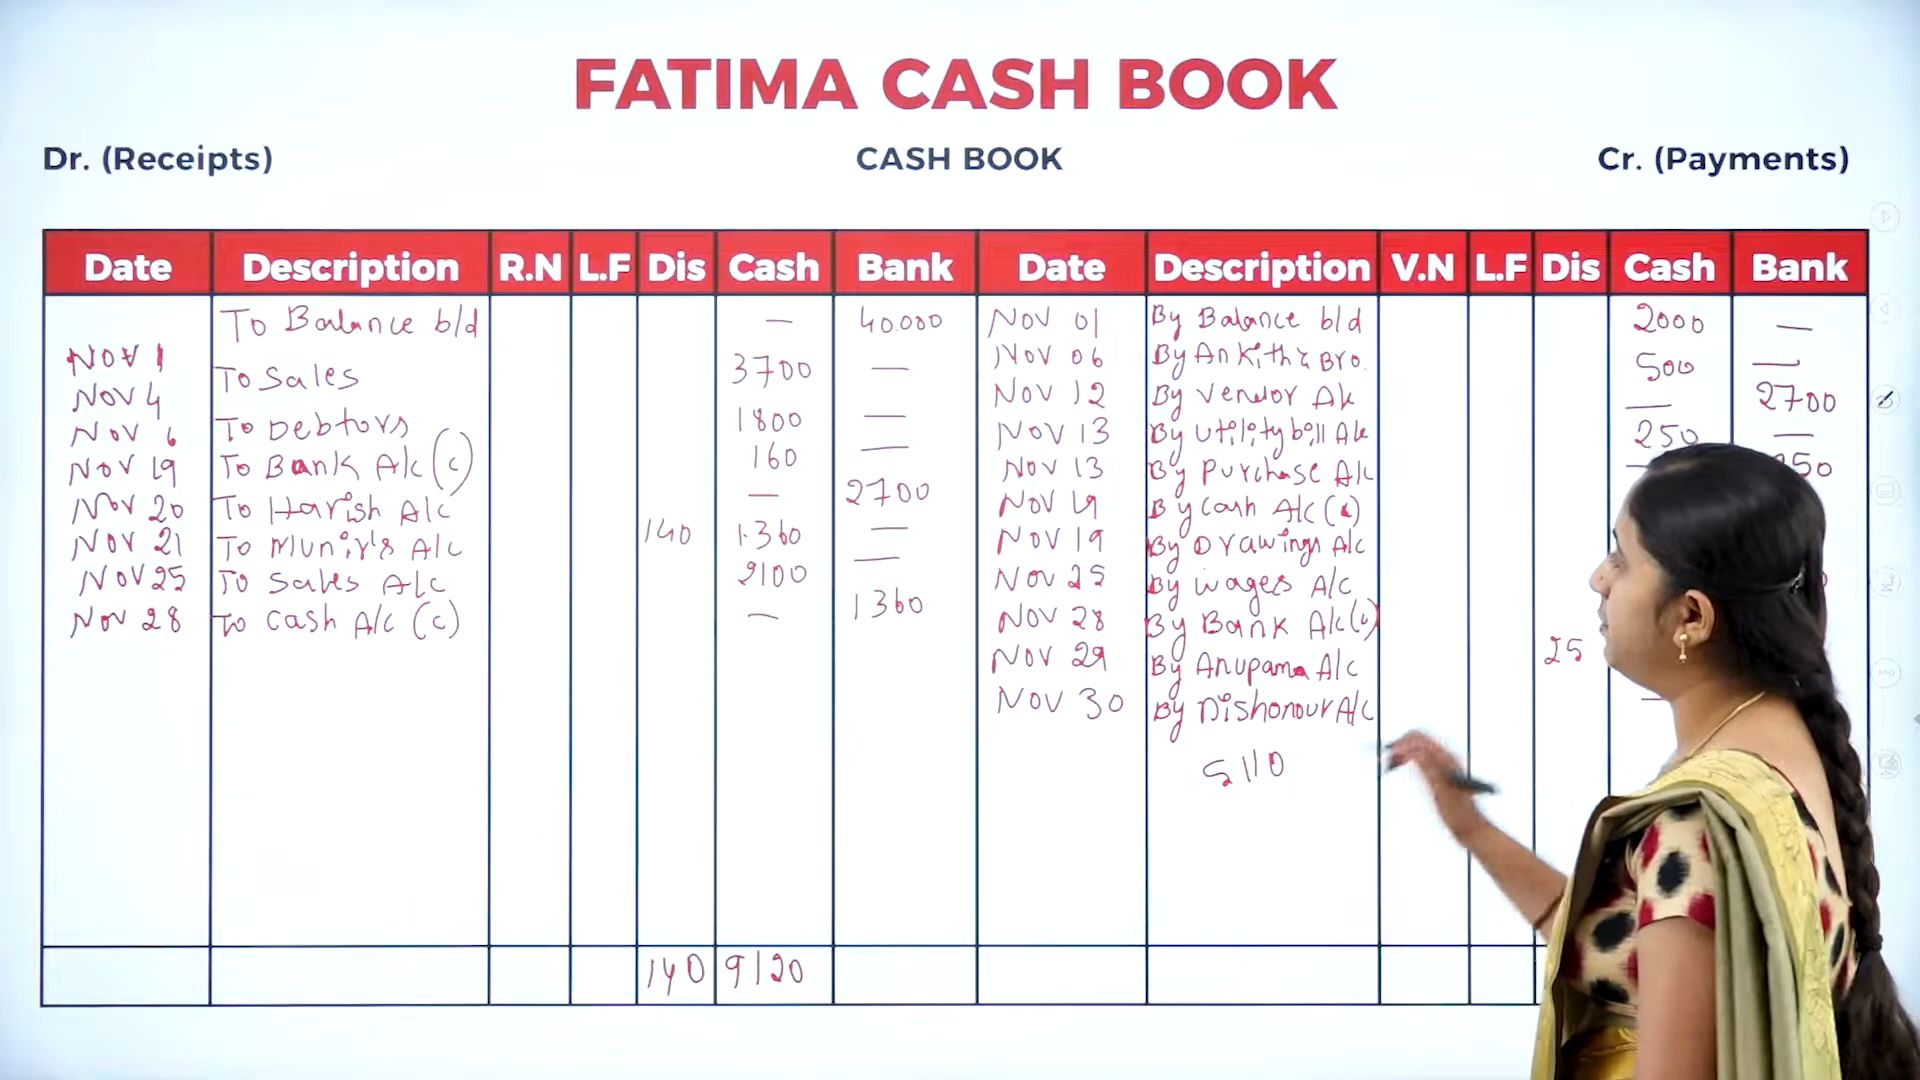 FATIMA CASH BOOK
Dr. (Receipts) CASH BOOK Cr. (Payments)
Date Description R.N L.F Dis Cash Bank Date Description V.N L.F Dis Cash Bank
To Balance b/d — 40.000 Nov 01 By Balance b/d 2000 —
Nov 1 To Sales 3700 — Nov 06 By Ankith & Bro. 500 —
Nov 4 To Debtors 1800 — Nov 12 By Vendor A/c — 2700
Nov 6 To Bank A/c (c) 160 — Nov 13 By Utility bill A/c 250 —
Nov 19 To Harish A/c — 2700 Nov 13 By Purchase A/c 50
Nov 20 To Munir's A/c 140 1360 — Nov 19 By Cash A/c (c)
Nov 21 To Sales A/c 2100 — Nov 19 By Drawings A/c
Nov 25 To Cash A/c (c) — 1360 Nov 25 By Wages A/c
Nov 28 Nov 28 By Bank A/c (c)
Nov 29 By Anupama A/c 25
Nov 30 By Dishonour A/c —
5110
140 9120